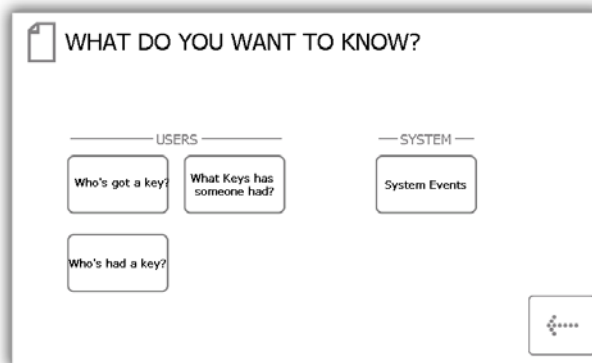 WHAT DO YOU WANT TO KNOW?
USERS
SYSTEM
Who's got a key?
What Keys has
someone had?
System Events
Who's had a key?